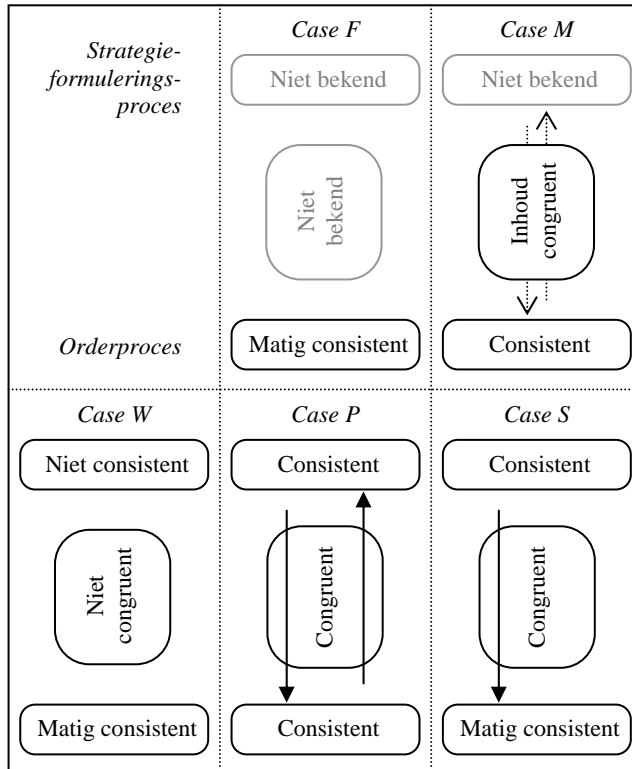 Strategie-
formulerings-
proces
Case F
Case M
Niet bekend
Niet bekend
Niet
bekend
Inhoud
congruent
Orderproces
Matig consistent
Consistent
Case W
Case P
Case S
Niet consistent
Consistent
Consistent
Niet
congruent
Congruent
Congruent
Matig consistent
Consistent
Matig consistent